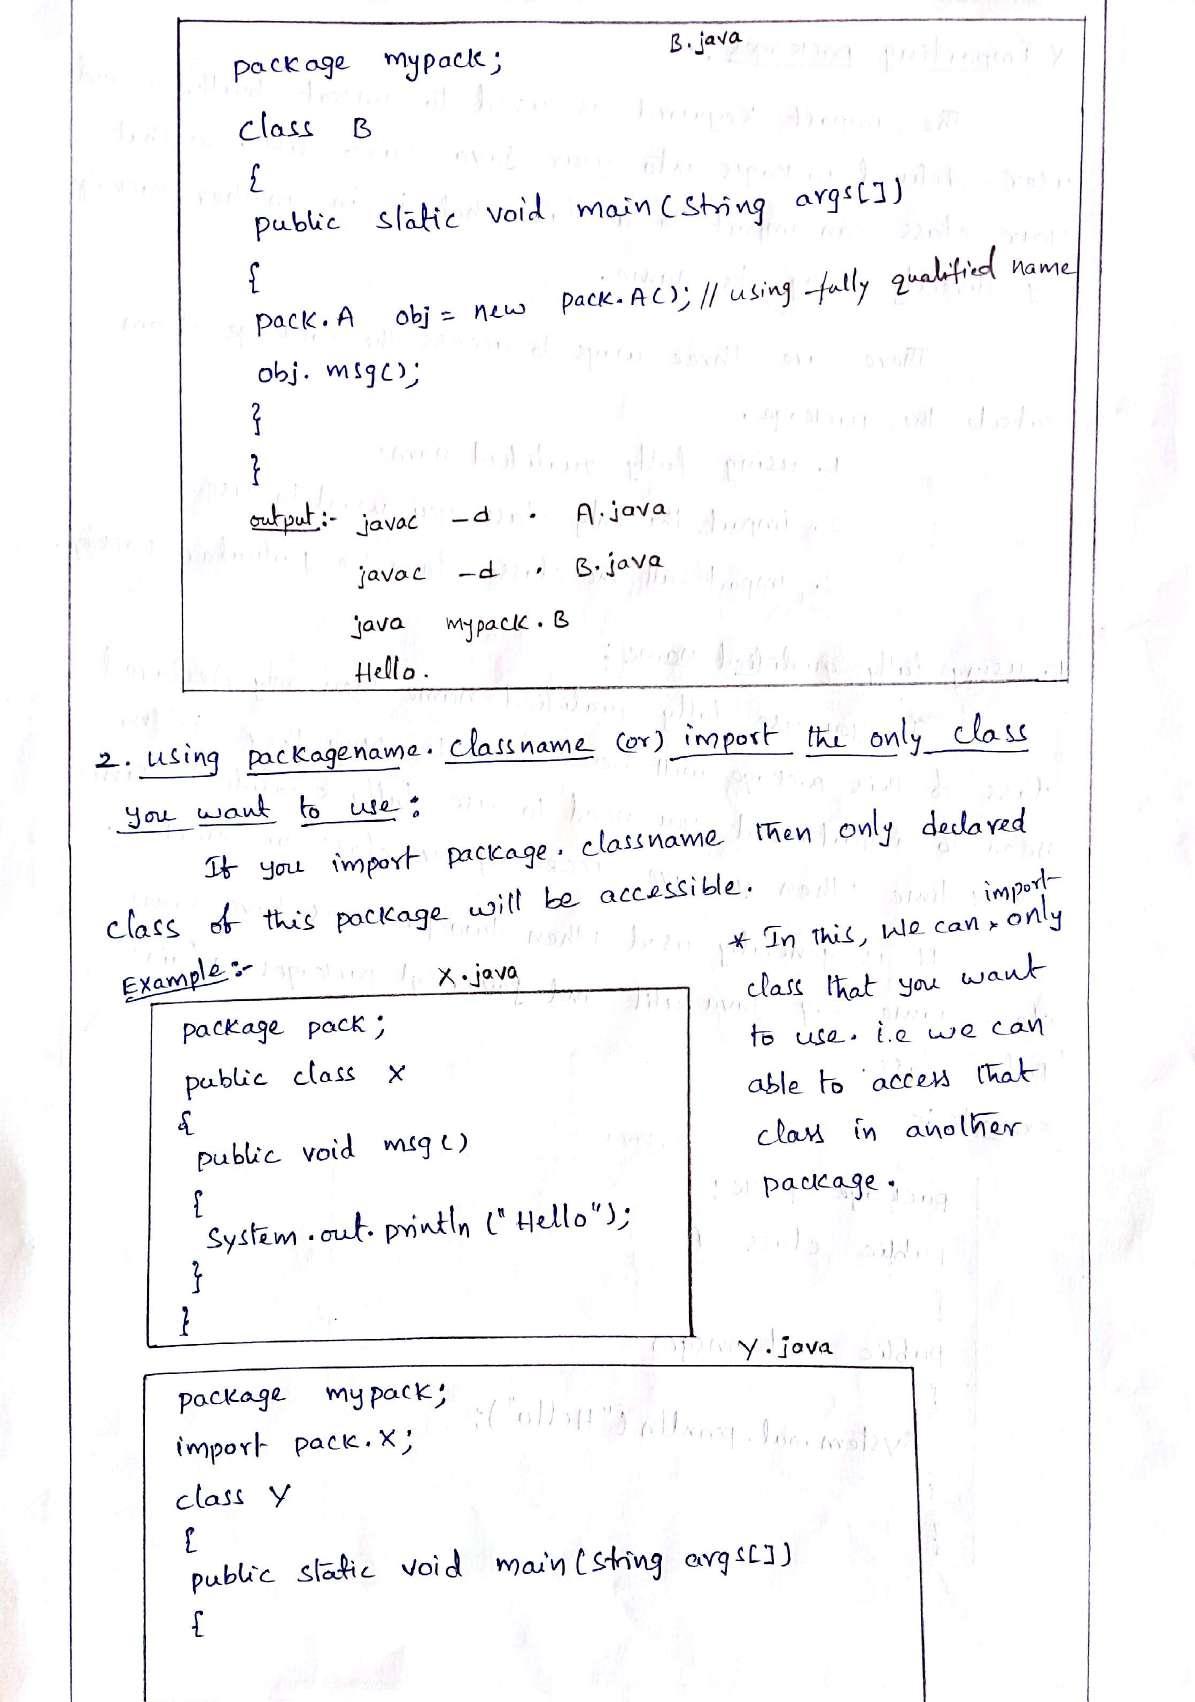 B.java
package mypack;
class B
{
public static void main(String args[])
{
pack.A obj = new pack.A(); // using fully qualified name
obj.msg();
}
}
output:- javac -d . A.java
javac -d . B.java
java mypack.B
Hello.
2. using packagename.classname (or) import the only class
you want to use:
If you import package.classname then only declared
class of this package will be accessible.
Example:-
X.java
package pack;
public class X
{
public void msg()
{
System.out.println("Hello");
}
}
* In this, we can import only
class that you want
to use. i.e we can
able to access that
class in another
package.
Y.java
package mypack;
import pack.X;
class Y
{
public static void main(String args[])
{